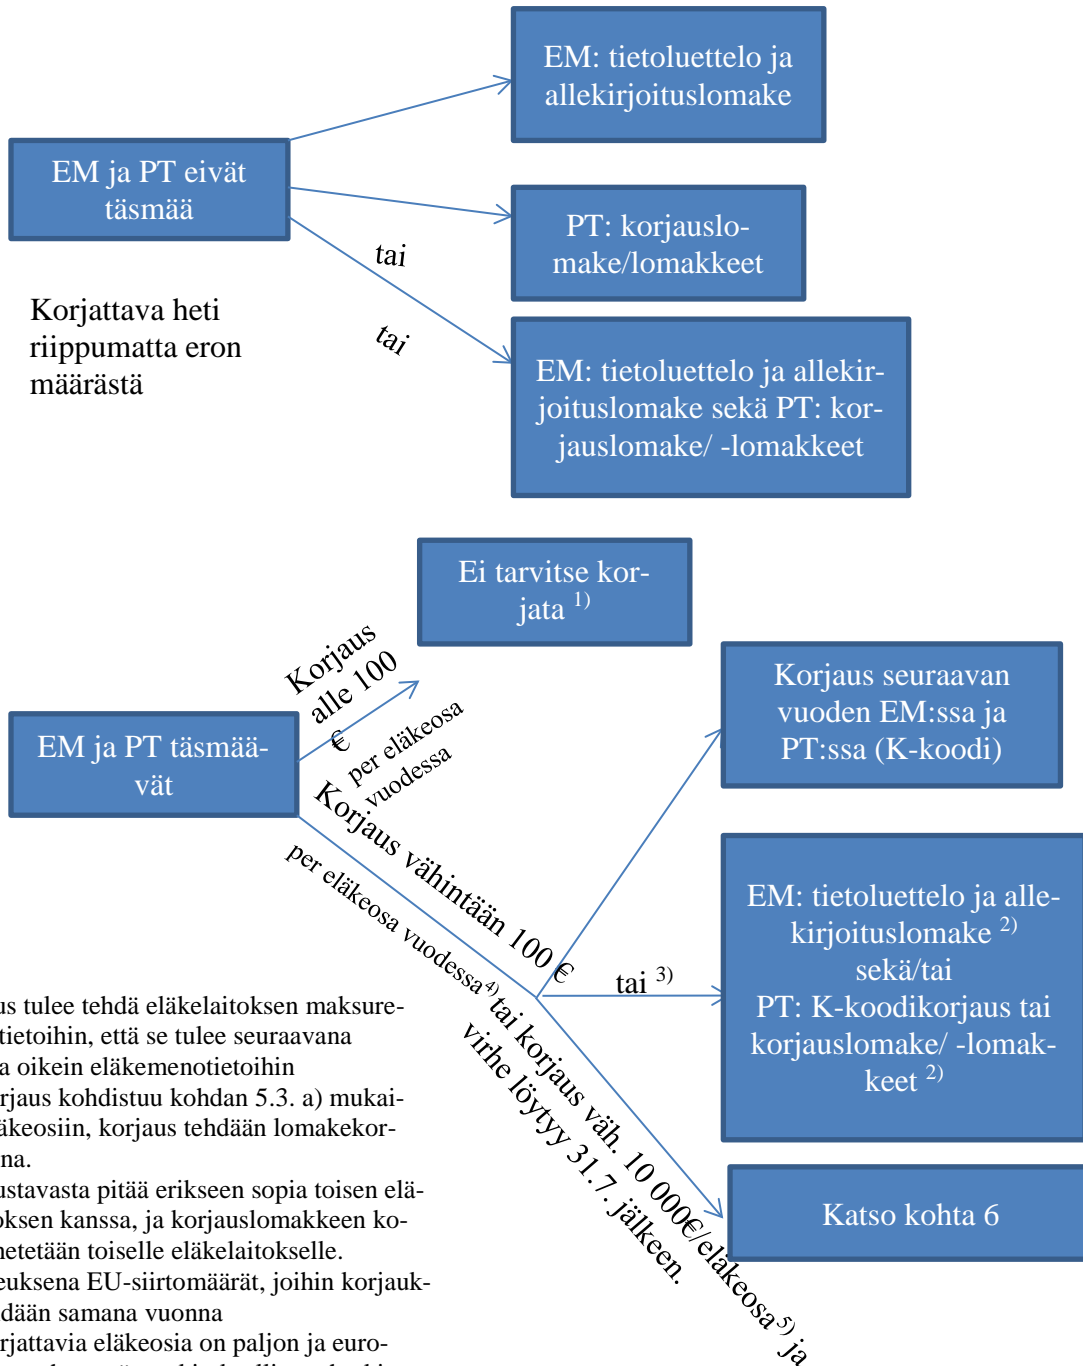 EM: tietoluettelo ja
allekirjoituslomake
EM ja PT eivät
täsmää
PT: korjauslo-
make/lomakkeet
tai
tai
Korjattava heti
riippumatta eron
määrästä
EM: tietoluettelo ja allekir-
joituslomake sekä PT: kor-
jauslomake/ -lomakkeet
Ei tarvitse kor-
jata 1)
Korjaus
alle 100
€
per eläkeosa
vuodessa
EM ja PT täsmää-
vät
Korjaus seuraavan
vuoden EM:ssa ja
PT:ssa (K-koodi)
Korjaus vähintään 100 €
per eläkeosa vuodessa4) tai korjaus väh. 10 000€/eläkeosa5) ja
virhe löytyy 31.7. jälkeen.
tai 3)
EM: tietoluettelo ja alle-
kirjoituslomake 2)
sekä/tai
PT: K-koodikorjaus tai
korjauslomake/ -lomak-
keet 2)
Katso kohta 6
us tulee tehdä eläkelaitoksen maksure-
tietoihin, että se tulee seuraavana
a oikein eläkemenotietoihin
rjaus kohdistuu kohdan 5.3. a) mukai-
äkeosiin, korjaus tehdään lomakekor-
na.
ustavasta pitää erikseen sopia toisen elä-
oksen kanssa, ja korjauslomakkeen ko-
hetetään toiselle eläkelaitokselle.
euksena EU-siirtomäärät, joihin korjauk-
hdään samana vuonna
rjattavia eläkeosia on paljon ja euro-